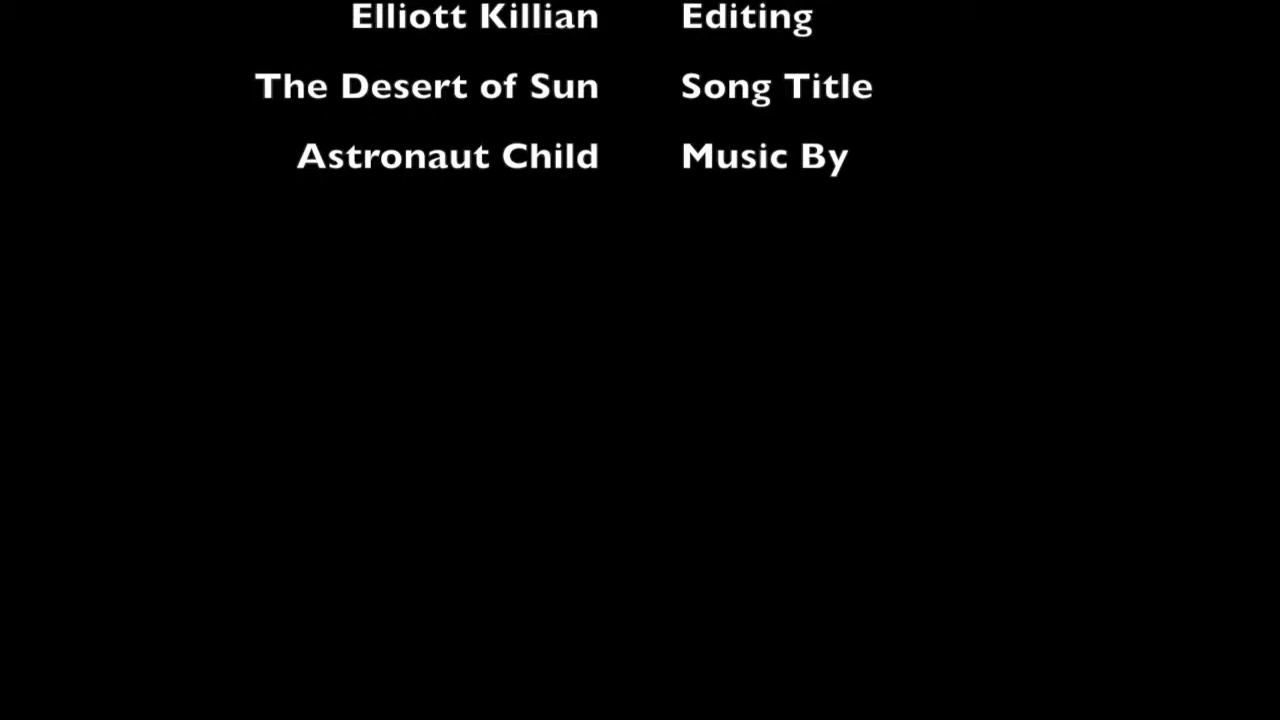 Elliott Killian Editing
The Desert of Sun Song Title
Astronaut Child Music By